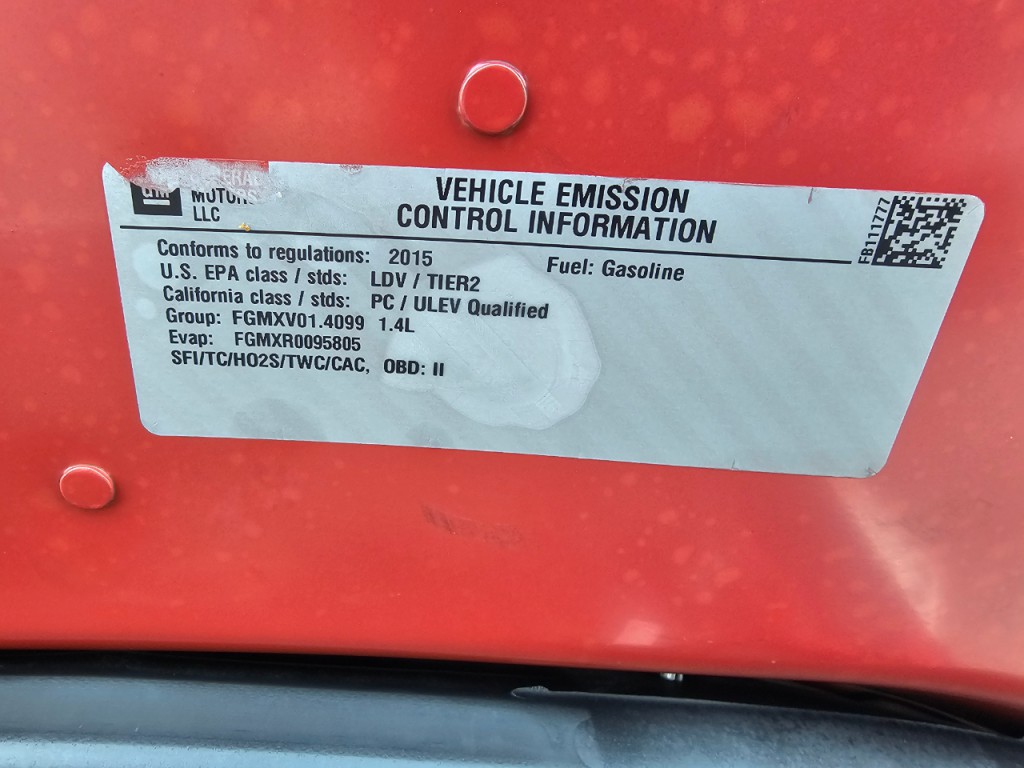 GM GENERAL
MOTORS
LLC
VEHICLE EMISSION
CONTROL INFORMATION
FB111777
Conforms to regulations: 2015
Fuel: Gasoline
U.S. EPA class / stds: LDV / TIER2
California class / stds: PC / ULEV Qualified
Group: FGMXV01.4099 1.4L
Evap: FGMXR0095805
SFI/TC/HO2S/TWC/CAC, OBD: II